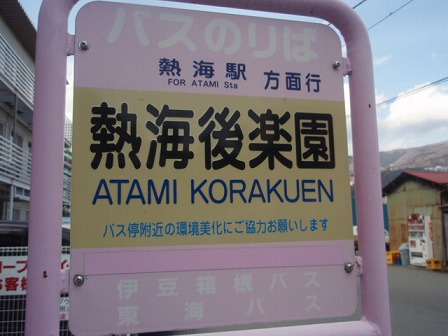 バスのりば
熱海駅 方面行
FOR ATAMI Sta
熱海後楽園
ATAMI KORAKUEN
バス停附近の環境美化にご協力お願いします
伊豆箱根バス
東海バス